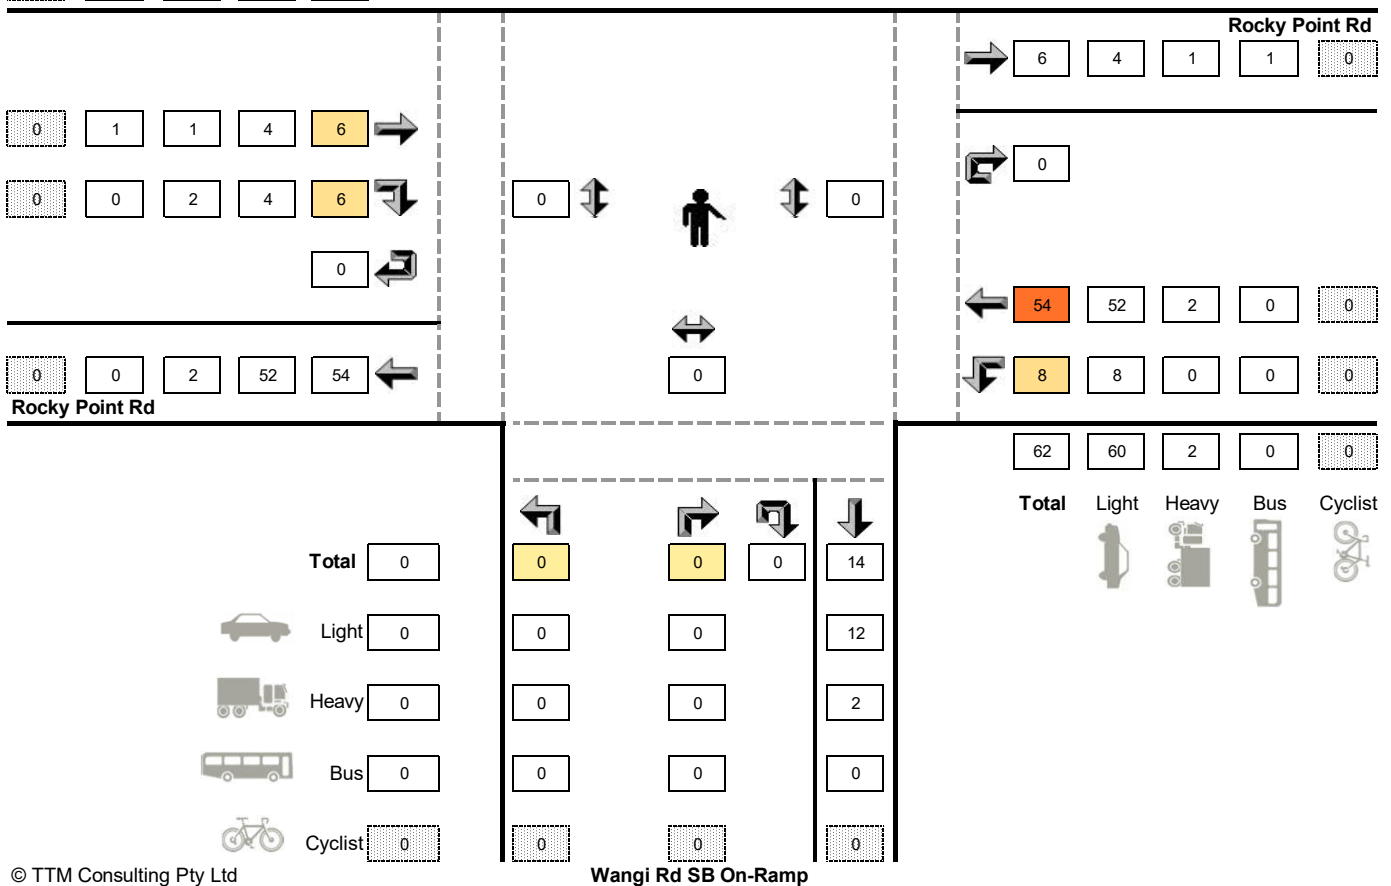 Rocky Point Rd
6 4 1 1 0
0 1 1 4 6
0
0 0 2 4 6
0 0
0
54 52 2 0 0
0
0 0 2 52 54
8 8 0 0 0
Rocky Point Rd
62 60 2 0 0
Total Light Heavy Bus Cyclist
Total 0 0 0 0 14
Light 0 0 0 12
Heavy 0 0 0 2
Bus 0 0 0 0
Cyclist 0 0 0 0
© TTM Consulting Pty Ltd
Wangi Rd SB On-Ramp